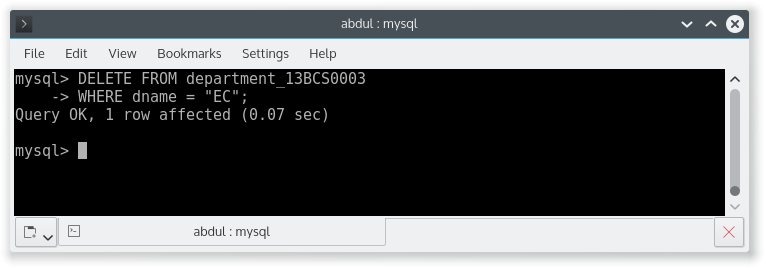 abdul : mysql
File Edit View Bookmarks Settings Help
mysql> DELETE FROM department_13BCS0003
    -> WHERE dname = "EC";
Query OK, 1 row affected (0.07 sec)
mysql>
abdul : mysql